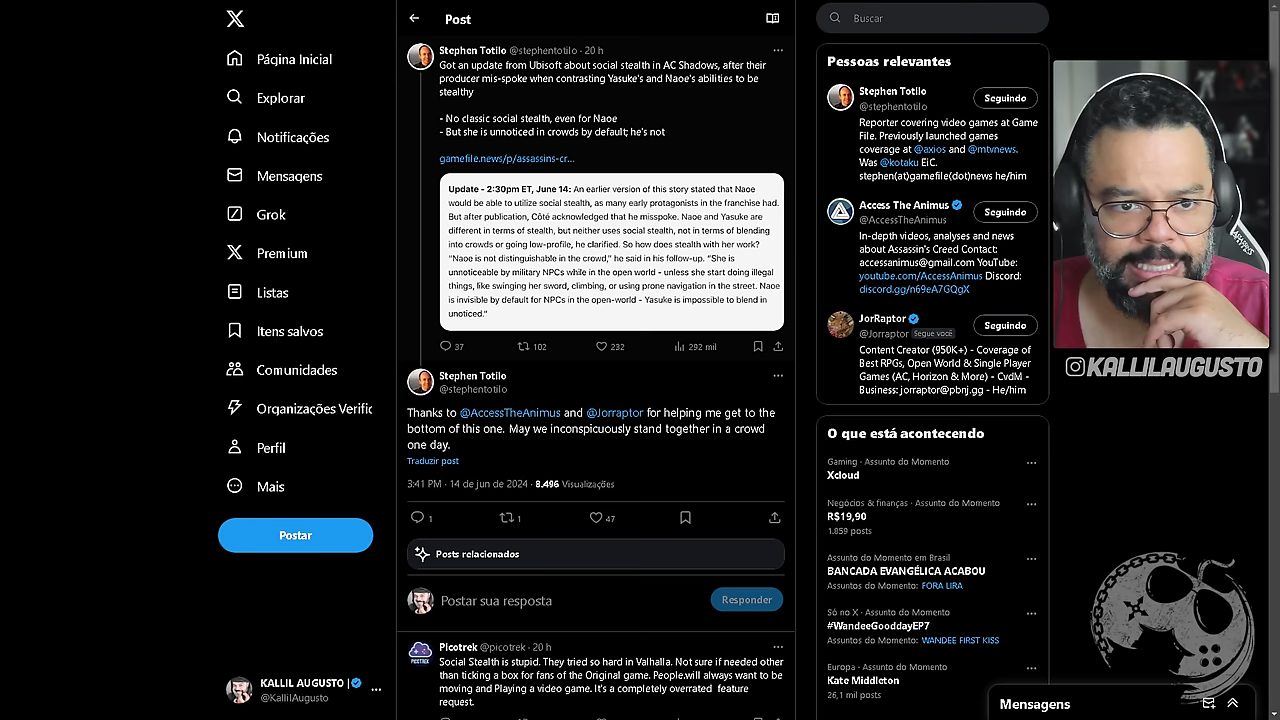 Página Inicial
Explorar
Notificações
Mensagens
Grok
Premium
Listas
Itens salvos
Comunidades
Organizações Verific
Perfil
Mais
Postar
KALLIL AUGUSTO |
@KallilAugusto
Post
Stephen Totilo @stephentotilo · 20 h
Got an update from Ubisoft about social stealth in AC Shadows, after their
producer mis-spoke when contrasting Yasuke's and Naoe's abilities to be
stealthy
- No classic social stealth, even for Naoe
- But she is unnoticed in crowds by default; he's not
gamefile.news/p/assassins-cr...
Update - 2:30pm ET, June 14: An earlier version of this story stated that Naoe
would be able to utilize social stealth, as many early protagonists in the franchise had.
But after publication, Côté acknowledged that he misspoke. Naoe and Yasuke are
different in terms of stealth, but neither uses social stealth, not in terms of blending
into crowds or going low-profile, he clarified. So how does stealth with her work?
"Naoe is not distinguishable in the crowd," he said in his follow-up. "She is
unnoticeable by military NPCs while in the open world - unless she start doing illegal
things, like swinging her sword, climbing, or using prone navigation in the street. Naoe
is invisible by default for NPCs in the open-world - Yasuke is impossible to blend in
unnoticed."
37
102
232
292 mil
Stephen Totilo
@stephentotilo
Thanks to @AccessTheAnimus and @Jorraptor for helping me get to the
bottom of this one. May we inconspicuously stand together in a crowd
one day.
Traduzir post
3:41 PM · 14 de jun de 2024 · 8.496 Visualizações
1
1
47
Posts relacionados
Postar sua resposta
Responder
Picotrek @picotrek · 20 h
Social Stealth is stupid. They tried so hard in Valhalla. Not sure if needed other
than ticking a box for fans of the Original game. People.will always want to be
moving and Playing a video game. It's a completely overrated feature
request.
Buscar
Pessoas relevantes
Stephen Totilo
@stephentotilo
Seguindo
Reporter covering video games at Game
File. Previously launched games
coverage at @axios and @mtvnews.
Was @kotaku EiC.
stephen(at)gamefile(dot)news he/him
Access The Animus
@AccessTheAnimus
Seguindo
In-depth videos, analyses and news
about Assassin's Creed Contact:
accessanimus@gmail.com YouTube:
youtube.com/AccessAnimus Discord:
discord.gg/n69eA7GQgX
JorRaptor
@Jorraptor Segue você
Seguindo
Content Creator (950K+) - Coverage of
Best RPGs, Open World & Single Player
Games (AC, Horizon & More) - CvdM -
Business: jorraptor@pbnj.gg - He/him
O que está acontecendo
Gaming · Assunto do Momento
Xcloud
Negócios & finanças · Assunto do Momento
R$19,90
1.859 posts
Assunto do Momento em Brasil
BANCADA EVANGÉLICA ACABOU
Assuntos do Momento: FORA LIRA
Só no X · Assunto do Momento
#WandeeGooddayEP7
Assuntos do Momento: WANDEE FIRST KISS
Europa · Assunto do Momento
Kate Middleton
26,1 mil posts
Mensagens
KALLILAUGUSTO